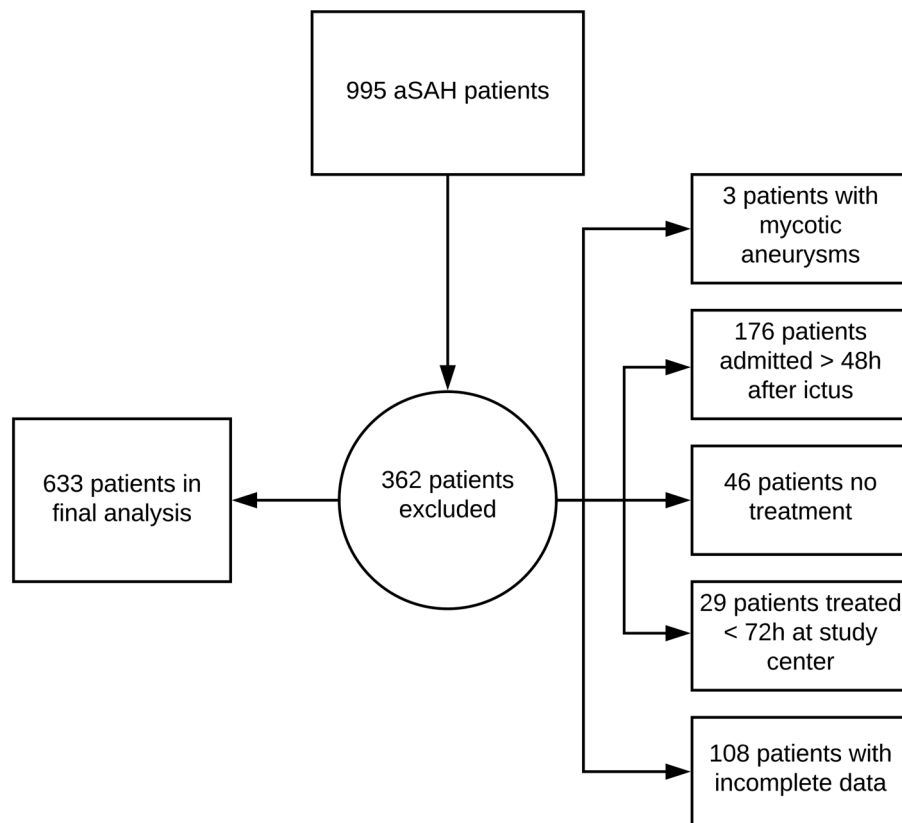 995 aSAH patients
3 patients with
mycotic
aneurysms
176 patients
admitted > 48h
after ictus
633 patients in
final analysis
362 patients
excluded
46 patients no
treatment
29 patients treated
< 72h at study
center
108 patients with
incomplete data